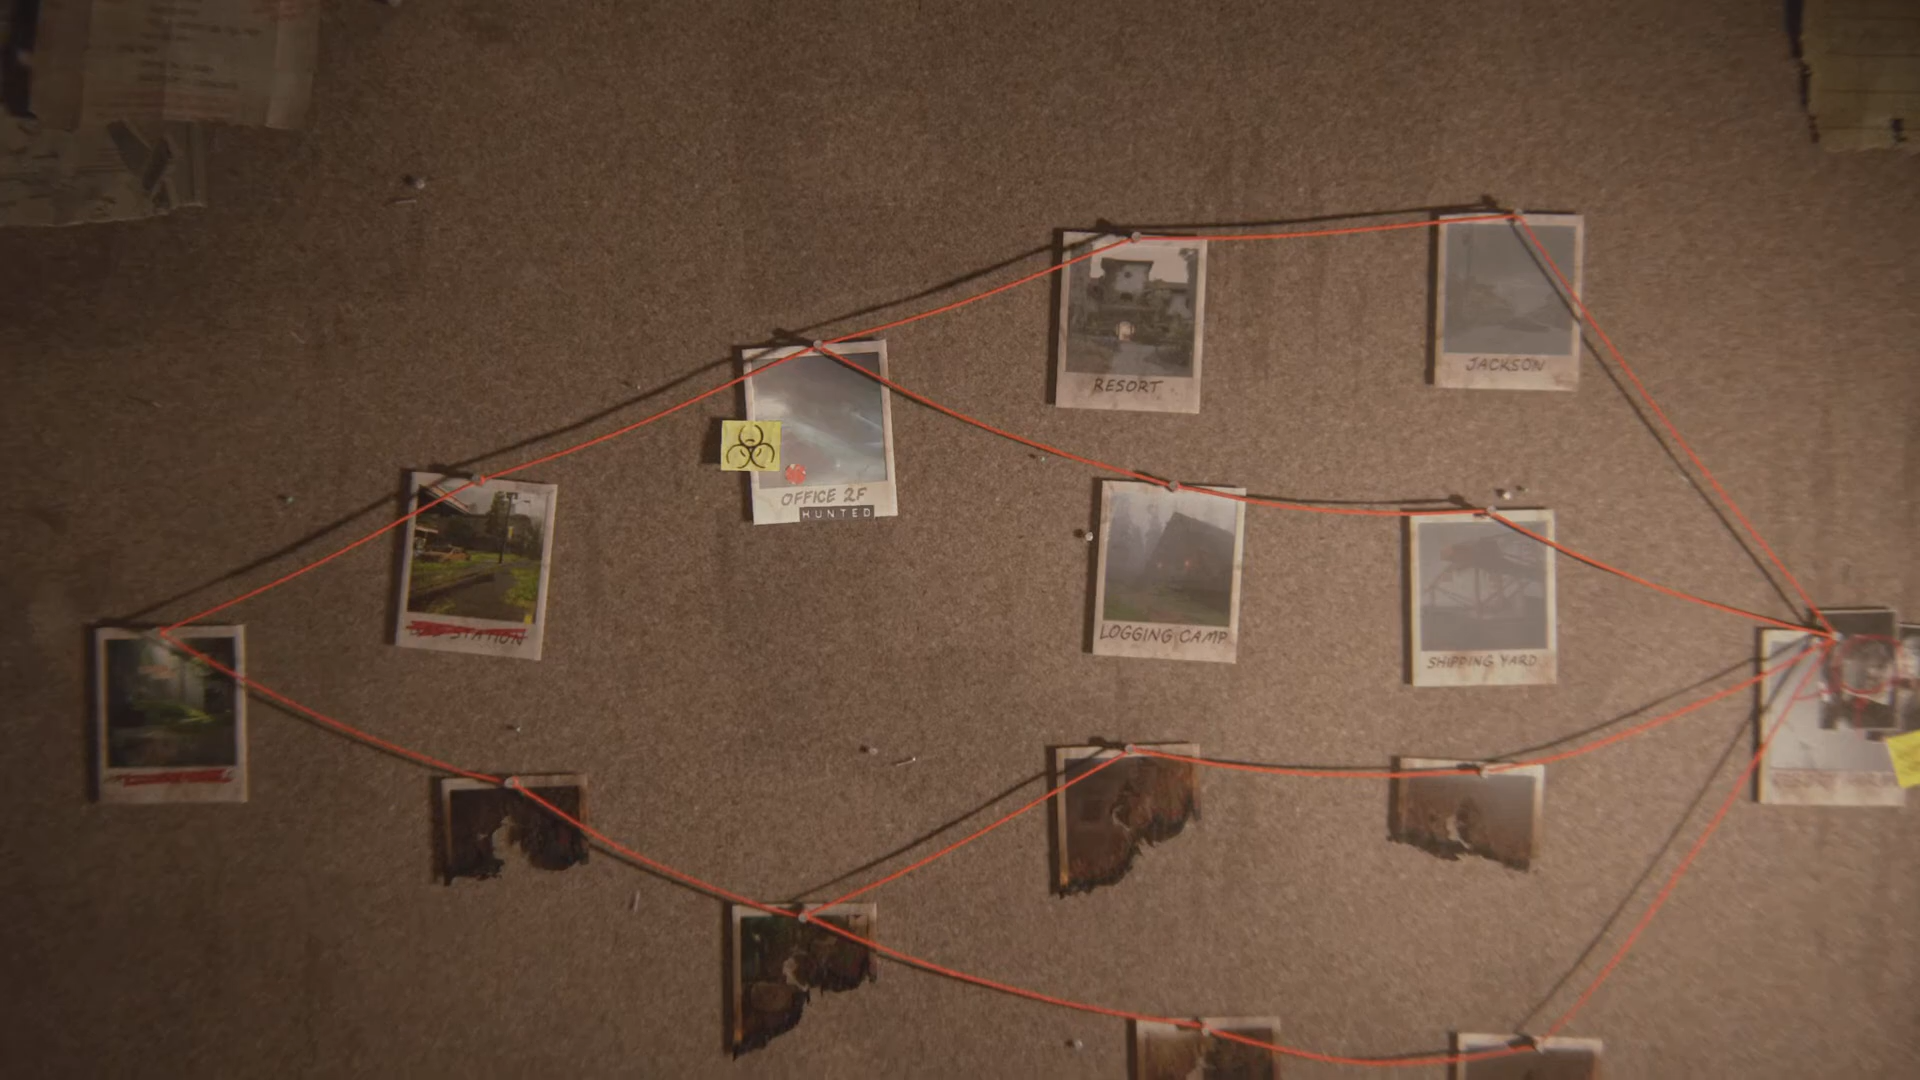 RESORT
JACKSON
OFFICE 2F
HUNTED
STATION
LOGGING CAMP
SHIPPING YARD